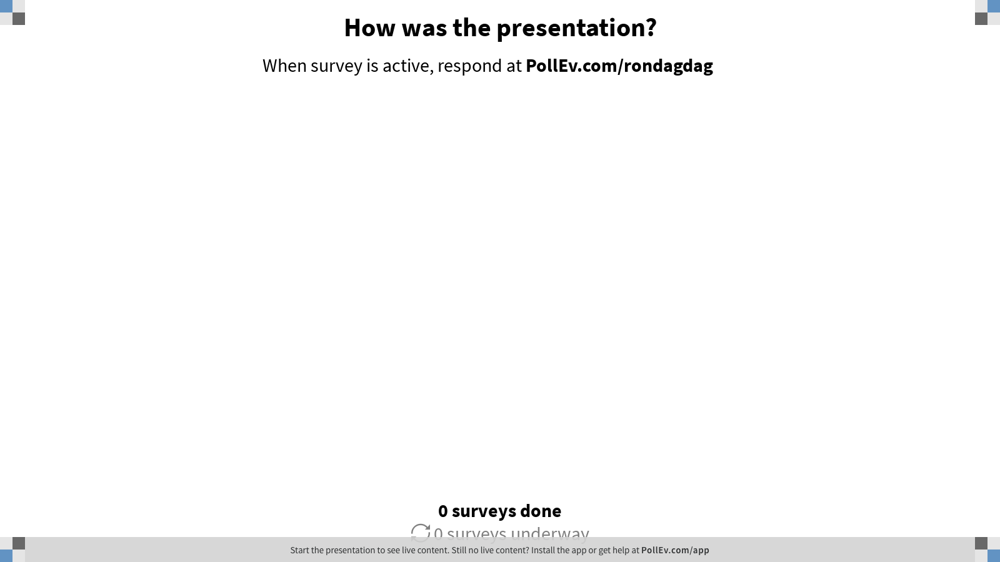 How was the presentation?
When survey is active, respond at PollEv.com/rondagdag
0 surveys done
0 surveys underway
Start the presentation to see live content. Still no live content? Install the app or get help at PollEv.com/app